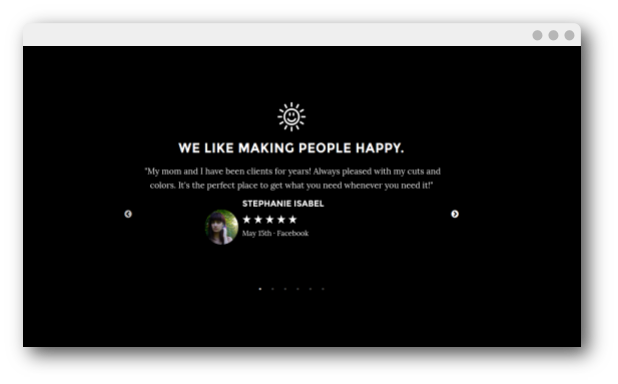 WE LIKE MAKING PEOPLE HAPPY.
"My mom and I have been clients for years! Always pleased with my cuts and
colors. It's the perfect place to get what you need whenever you need it!"
STEPHANIE ISABEL
★★★★★
May 15th - Facebook